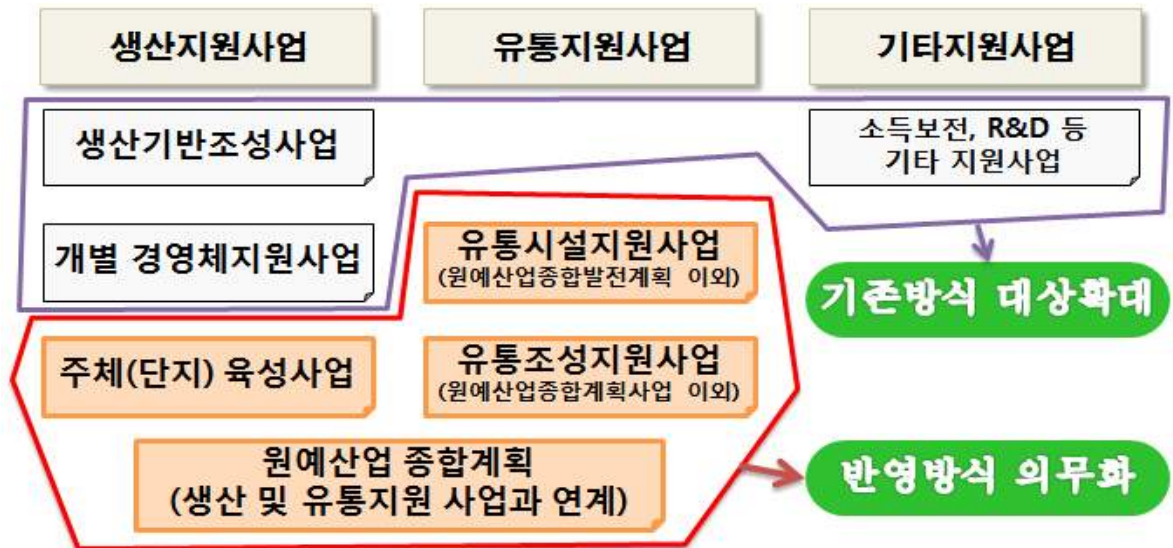 생산지원사업
유통지원사업
기타지원사업
생산기반조성사업
소득보전, R&D 등
기타 지원사업
개별 경영체지원사업
유통시설지원사업
(원예산업종합발전계획 이외)
기존방식 대상확대
주체(단지) 육성사업
유통조성지원사업
(원예산업종합계획사업 이외)
원예산업 종합계획
(생산 및 유통지원 사업과 연계)
반영방식 의무화